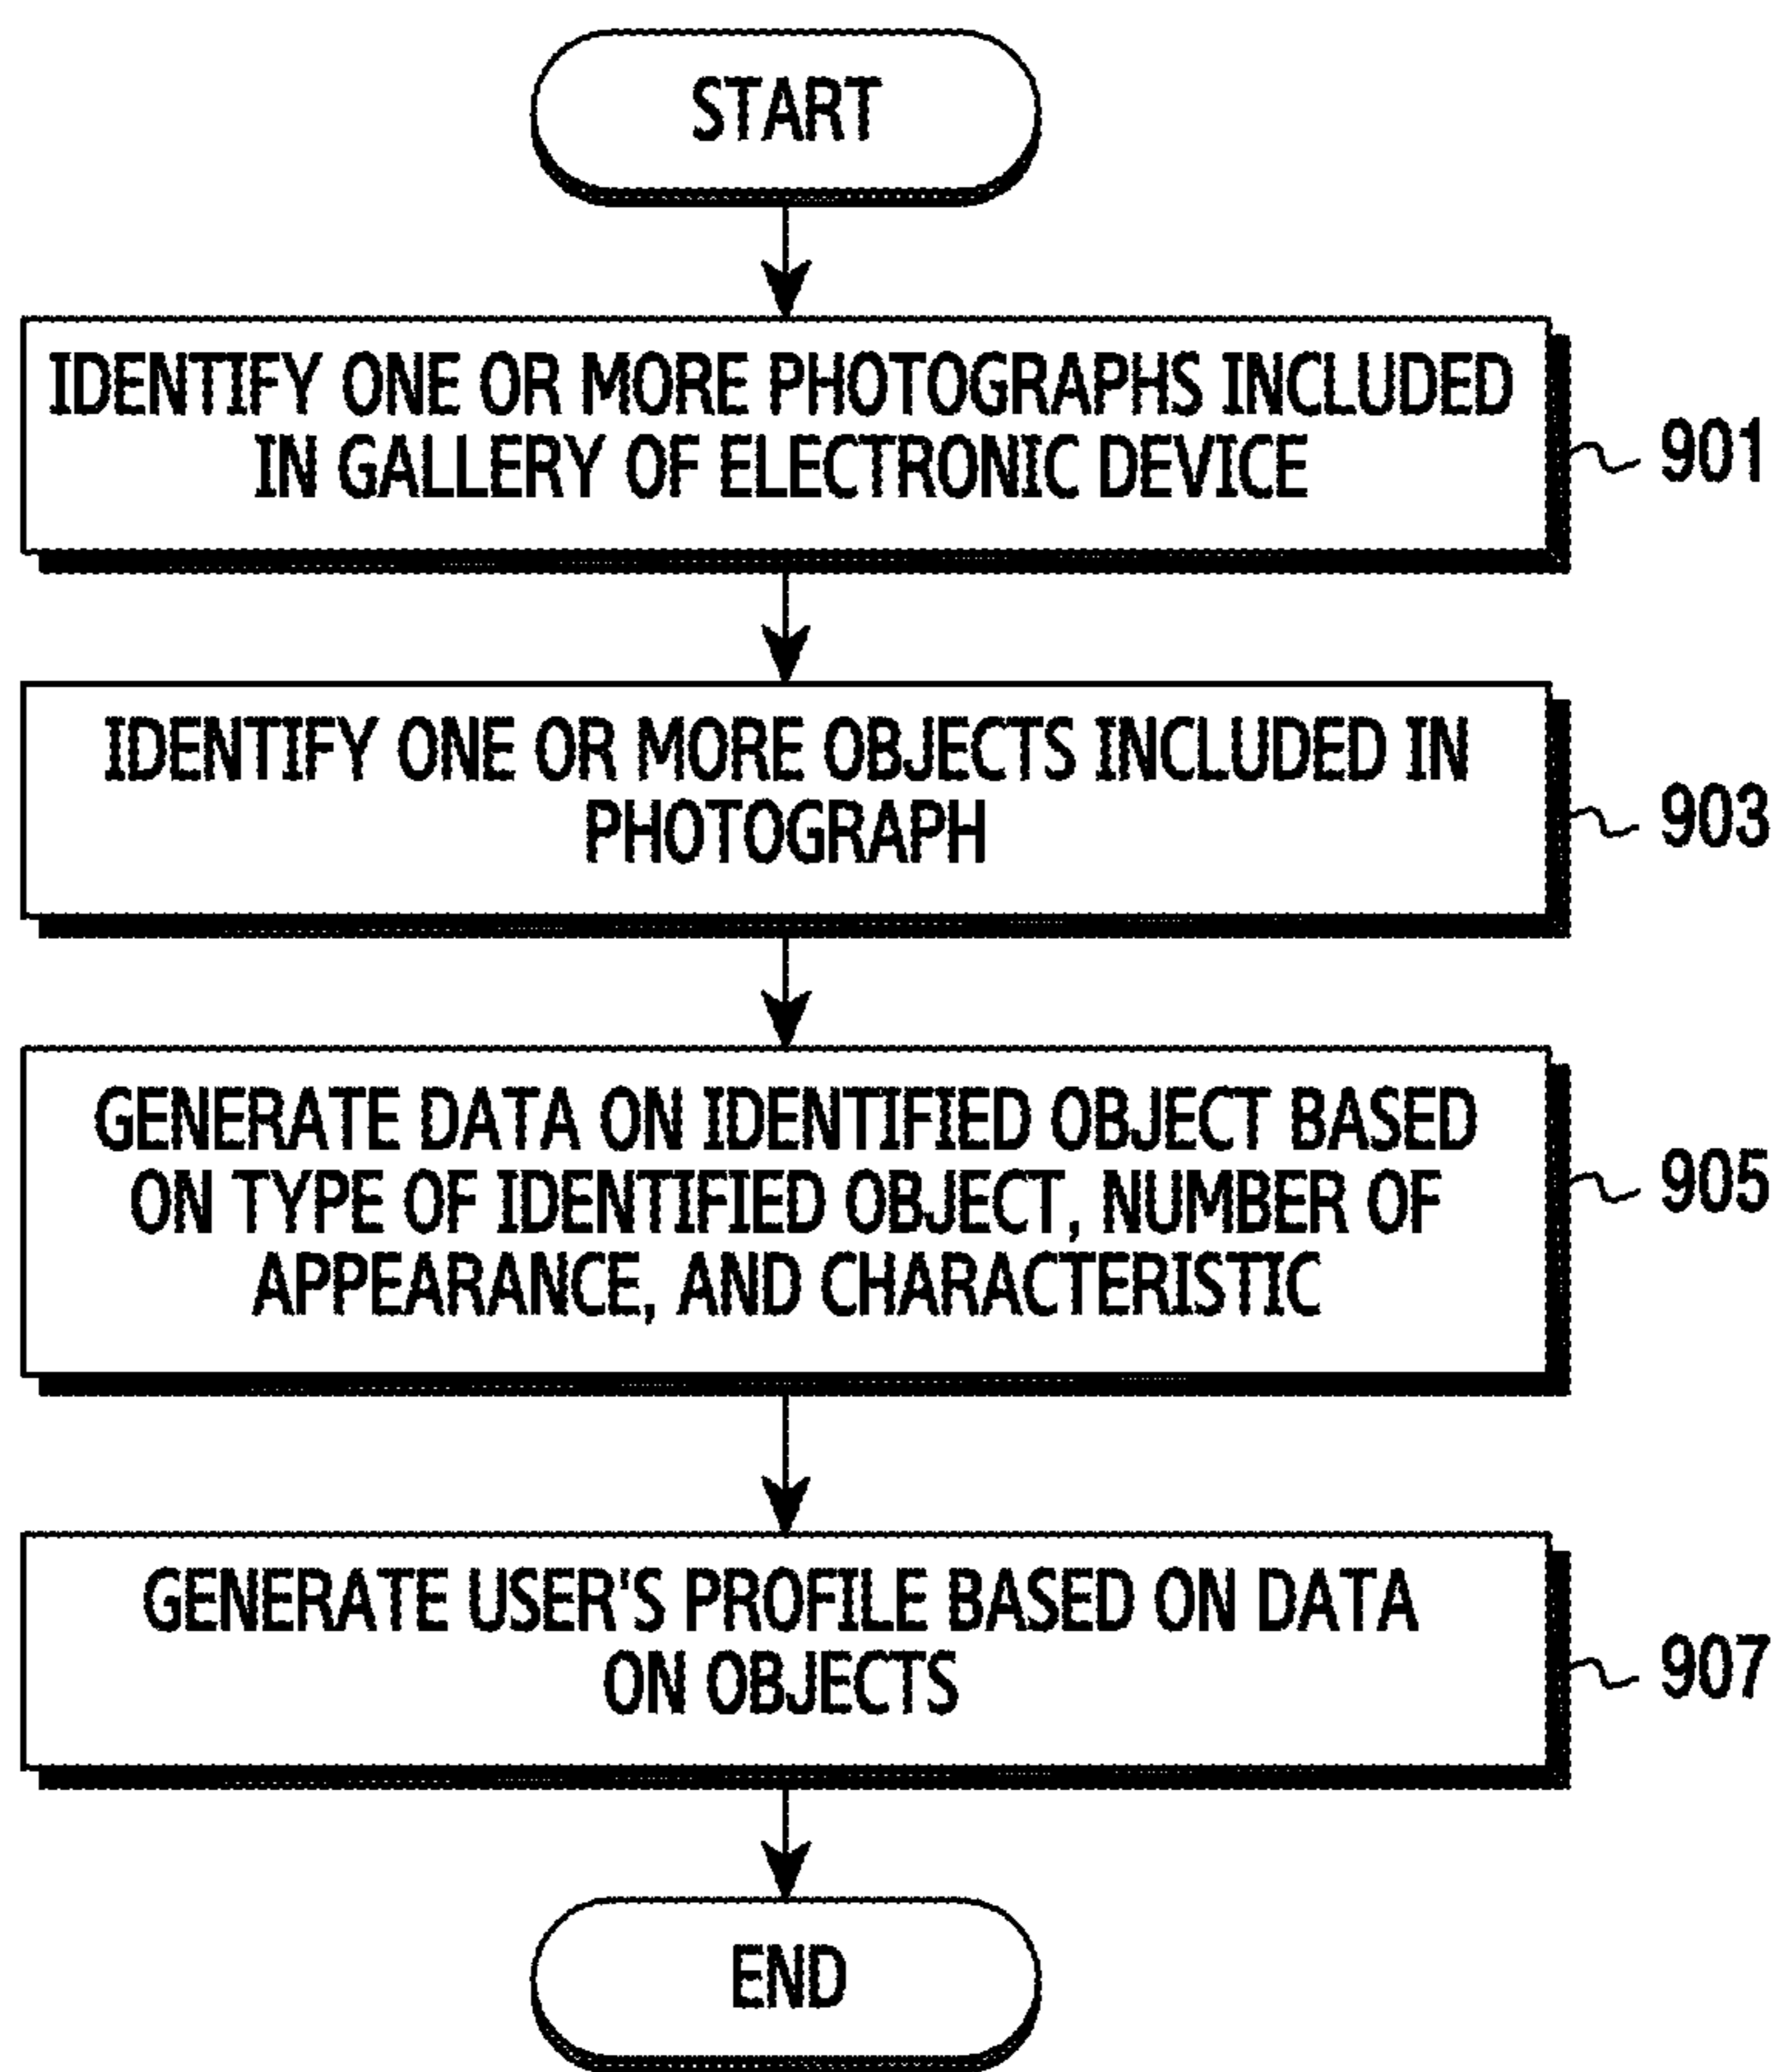 START
IDENTIFY ONE OR MORE PHOTOGRAPHS INCLUDED
IN GALLERY OF ELECTRONIC DEVICE
901
IDENTIFY ONE OR MORE OBJECTS INCLUDED IN
PHOTOGRAPH
903
GENERATE DATA ON IDENTIFIED OBJECT BASED
ON TYPE OF IDENTIFIED OBJECT, NUMBER OF
APPEARANCE, AND CHARACTERISTIC
905
GENERATE USER'S PROFILE BASED ON DATA
ON OBJECTS
907
END